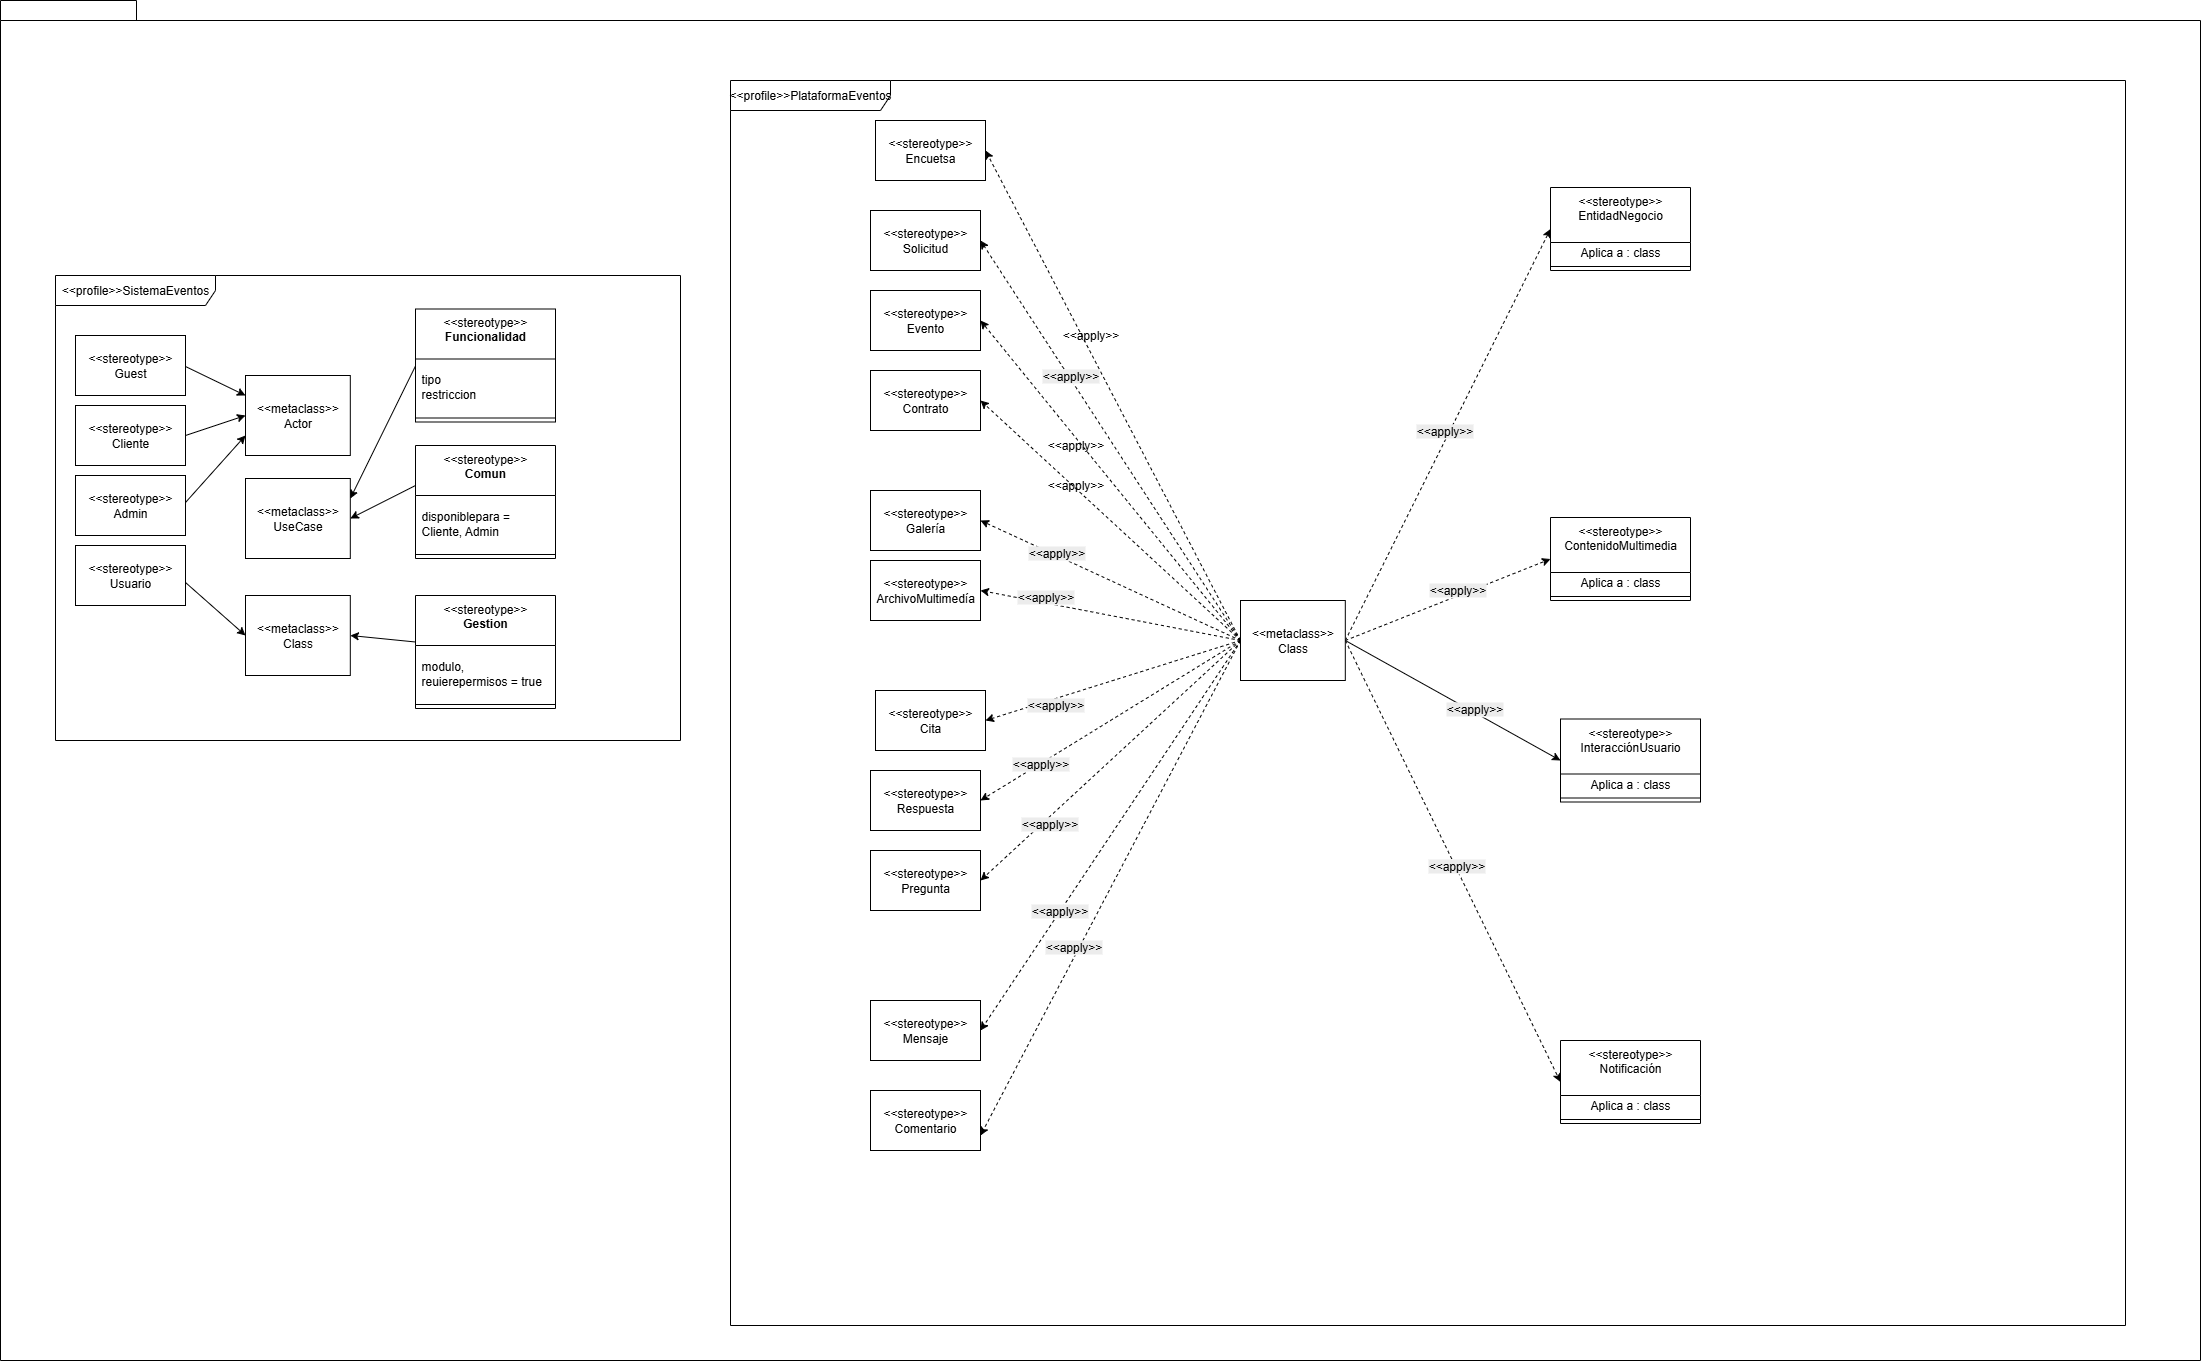 <<profile>>SistemaEventos
<<stereotype>>
Guest
<<stereotype>>
Cliente
<<stereotype>>
Admin
<<stereotype>>
Usuario
<<metaclass>>
Actor
<<metaclass>>
UseCase
<<metaclass>>
Class
<<stereotype>>
Funcionalidad
tipo
restriccion
<<stereotype>>
Comun
disponiblepara =
Cliente, Admin
<<stereotype>>
Gestion
modulo,
reuierepermisos = true
<<profile>>PlataformaEventos
<<stereotype>>
Encuetsa
<<stereotype>>
Solicitud
<<stereotype>>
Evento
<<stereotype>>
Contrato
<<stereotype>>
Galería
<<stereotype>>
ArchivoMultimedía
<<stereotype>>
Cita
<<stereotype>>
Respuesta
<<stereotype>>
Pregunta
<<stereotype>>
Mensaje
<<stereotype>>
Comentario
<<apply>>
<<apply>>
<<apply>>
<<apply>>
<<apply>>
<<apply>>
<<apply>>
<<apply>>
<<apply>>
<<apply>>
<<apply>>
<<metaclass>>
Class
<<apply>>
<<apply>>
<<apply>>
<<apply>>
<<stereotype>>
EntidadNegocio
Aplica a : class
<<stereotype>>
ContenidoMultimedia
Aplica a : class
<<stereotype>>
InteracciónUsuario
Aplica a : class
<<stereotype>>
Notificación
Aplica a : class